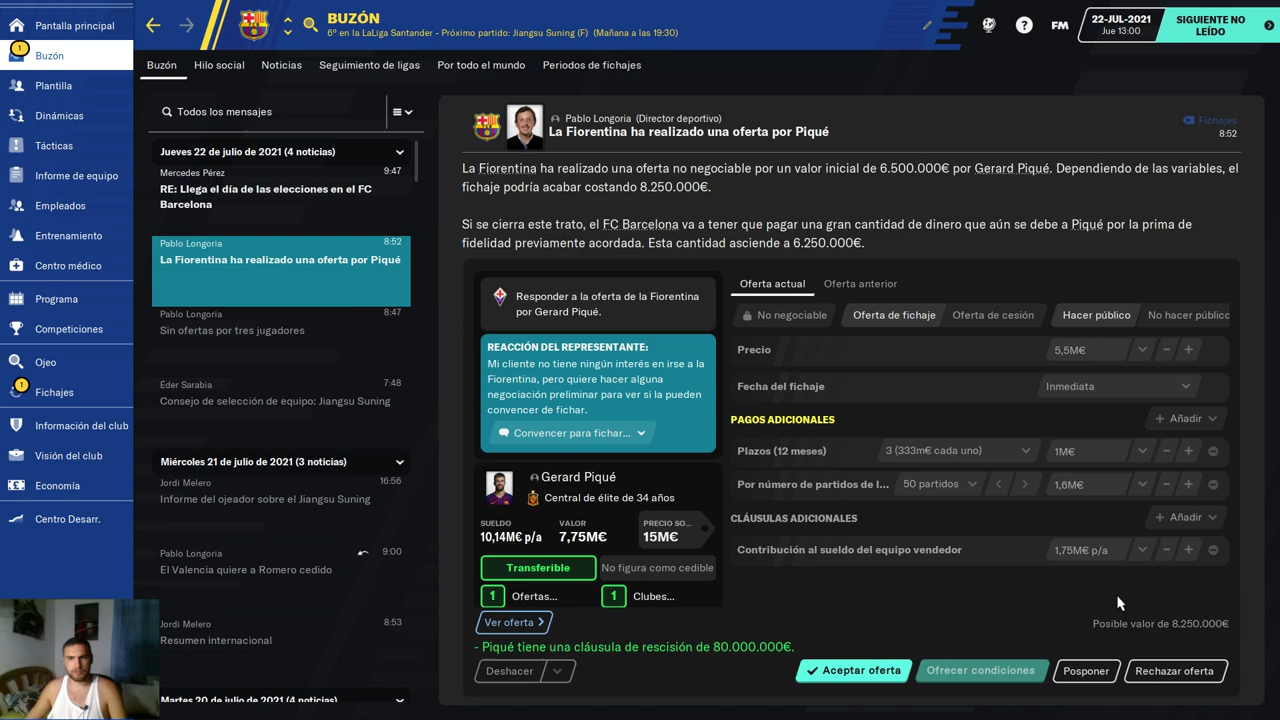 Pantalla principal
1
Buzón
Plantilla
Dinámicas
Tácticas
Informe de equipo
Empleados
Entrenamiento
Centro médico
Programa
Competiciones
Ojeo
1
Fichajes
Información del club
Visión del club
Economía
Centro Desarr.
BUZÓN
6º en la LaLiga Santander - Próximo partido: Jiangsu Suning (F) (Mañana a las 19:30)
FM
22-JUL-2021
Jue 13:00
SIGUIENTE NO LEÍDO
Buzón Hilo social Noticias Seguimiento de ligas Por todo el mundo Periodos de fichajes
Todos los mensajes
Jueves 22 de julio de 2021 (4 noticias)
Mercedes Pérez 9:47
RE: Llega el día de las elecciones en el FC
Barcelona
Pablo Longoria 8:52
La Fiorentina ha realizado una oferta por Piqué
Pablo Longoria 8:47
Sin ofertas por tres jugadores
Éder Sarabia 7:48
Consejo de selección de equipo: Jiangsu Suning
Miércoles 21 de julio de 2021 (3 noticias)
Jordi Melero 16:56
Informe del ojeador sobre el Jiangsu Suning
Pablo Longoria 9:00
El Valencia quiere a Romero cedido
Jordi Melero 8:53
Resumen internacional
Martes 20 de julio de 2021 (4 noticias)
Pablo Longoria (Director deportivo)
La Fiorentina ha realizado una oferta por Piqué
Fichajes
8:52
La Fiorentina ha realizado una oferta no negociable por un valor inicial de 6.500.000€ por Gerard Piqué. Dependiendo de las variables, el
fichaje podría acabar costando 8.250.000€.
Si se cierra este trato, el FC Barcelona va a tener que pagar una gran cantidad de dinero que aún se debe a Piqué por la prima de
fidelidad previamente acordada. Esta cantidad asciende a 6.250.000€.
Responder a la oferta de la Fiorentina
por Gerard Piqué.
REACCIÓN DEL REPRESENTANTE:
Mi cliente no tiene ningún interés en irse a la
Fiorentina, pero quiere hacer alguna
negociación preliminar para ver si la pueden
convencer de fichar.
Convencer para fichar...
Gerard Piqué
Central de élite de 34 años
SUELDO VALOR PRECIO SO...
10,14M€ p/a 7,75M€ 15M€
Transferible No figura como cedible
1 Ofertas... 1 Clubes...
Ver oferta
- Piqué tiene una cláusula de rescisión de 80.000.000€.
Deshacer
Oferta actual Oferta anterior
No negociable Oferta de fichaje Oferta de cesión Hacer público No hacer público
Precio 5,5M€
Fecha del fichaje Inmediata
PAGOS ADICIONALES Añadir
Plazos (12 meses) 3 (333m€ cada uno) 1M€
Por número de partidos de l... 50 partidos 1,6M€
CLÁUSULAS ADICIONALES Añadir
Contribución al sueldo del equipo vendedor 1,75M€ p/a
Posible valor de 8.250.000€
Aceptar oferta Ofrecer condiciones Posponer Rechazar oferta